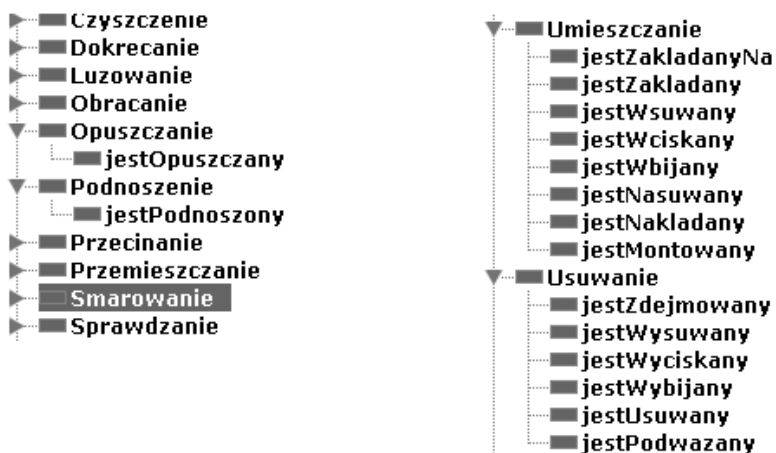 Czyszczenie
Dokrecanie
Luzowanie
Obracanie
Opuszczanie
jestOpuszczany
Podnoszenie
jestPodnoszony
Przecinanie
Przemieszczanie
Smarowanie
Sprawdzanie
Umieszczanie
jestZakladanyNa
jestZakladany
jestWsuwany
jestWciskany
jestWbijany
jestNasuwany
jestNakladany
jestMontowany
Usuwanie
jestZdejmowany
jestWysuwany
jestWyciskany
jestWybijany
jestUsuwany
jestPodwazany